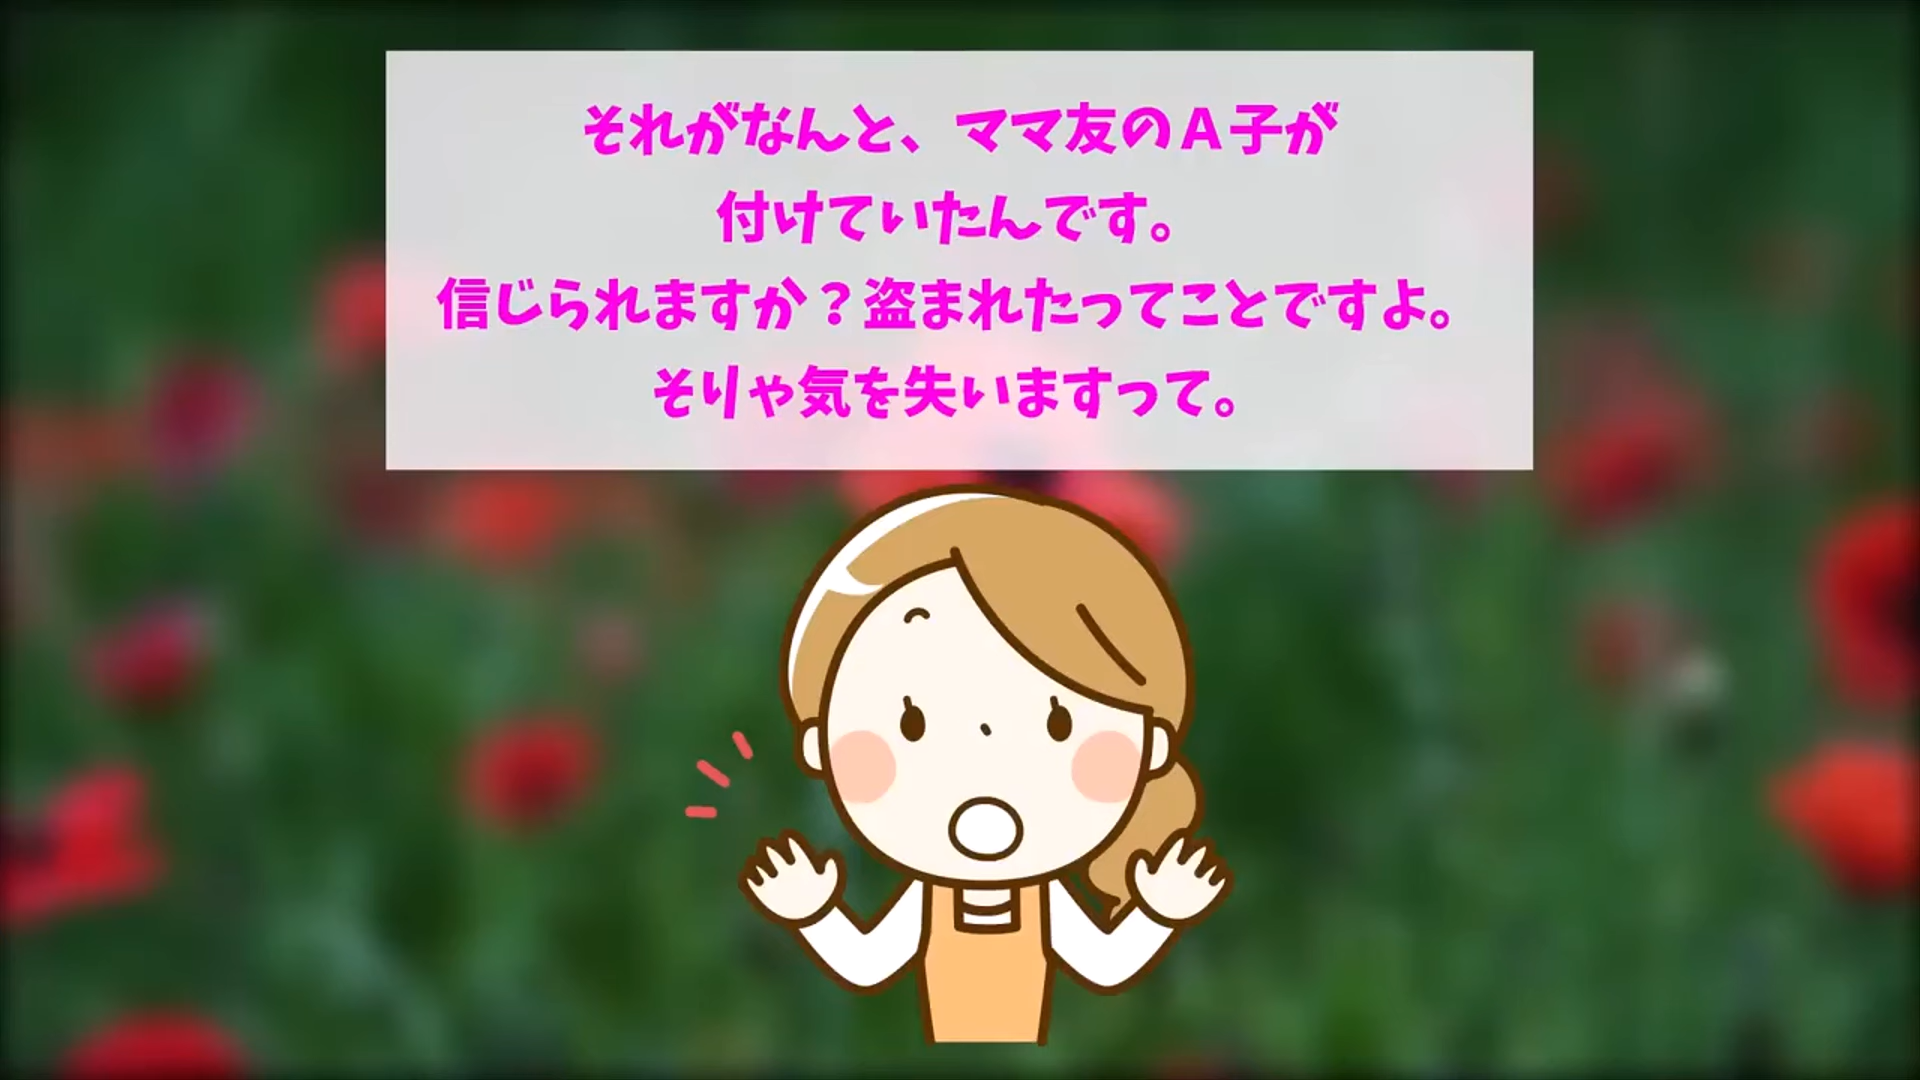 それがなんと、ママ友のＡ子が
付けていたんです。
信じられますか？盗まれたってことですよ。
そりゃ気を失いますって。